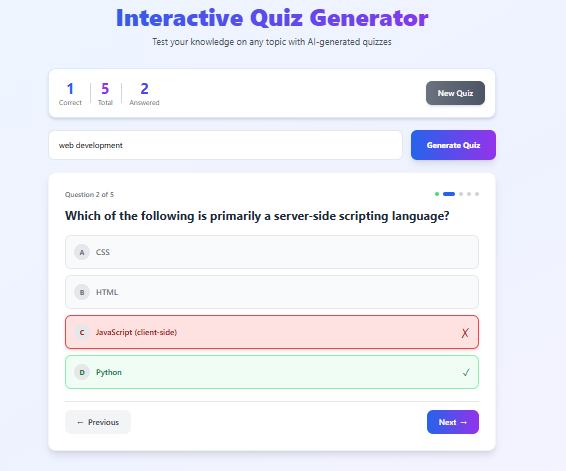 Interactive Quiz Generator
Test your knowledge on any topic with AI-generated quizzes
1 5 2
Correct Total Answered
New Quiz
web development
Generate Quiz
Question 2 of 5
Which of the following is primarily a server-side scripting language?
A CSS
B HTML
C JavaScript (client-side) ✗
D Python ✓
← Previous
Next →